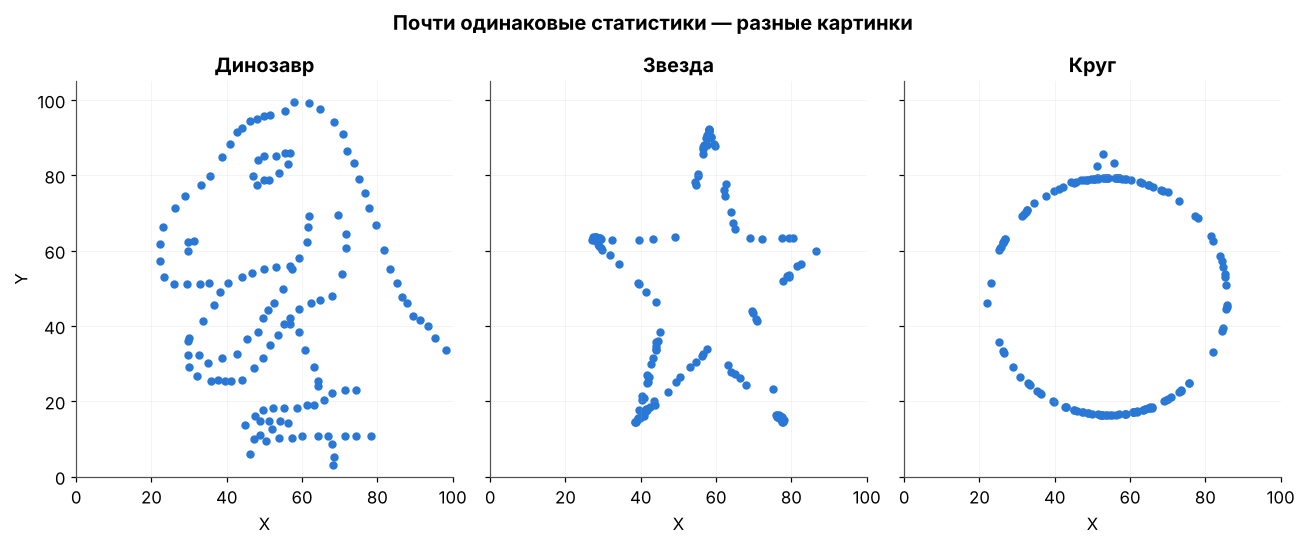 Почти одинаковые статистики — разные картинки
Динозавр
Звезда
Круг
Y
100
80
60
40
20
0
0 20 40 60 80 100
0 20 40 60 80 100
0 20 40 60 80 100
X
X
X